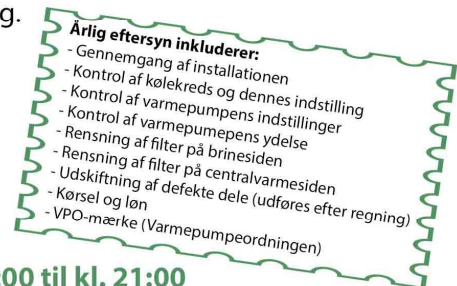 g.
Årlig eftersyn inkluderer:
- Gennemgang af installationen
- Kontrol af kølekreds og dennes indstilling
- Kontrol af varmepumpens indstillinger
- Kontrol af varmepumepens ydelse
- Rensning af filter på brinesiden
- Rensning af filter på centralvarmesiden
- Udskiftning af defekte dele (udføres efter regning)
- Kørsel og løn
- VPO-mærke (Varmepumpeordningen)
:00 til kl. 21:00